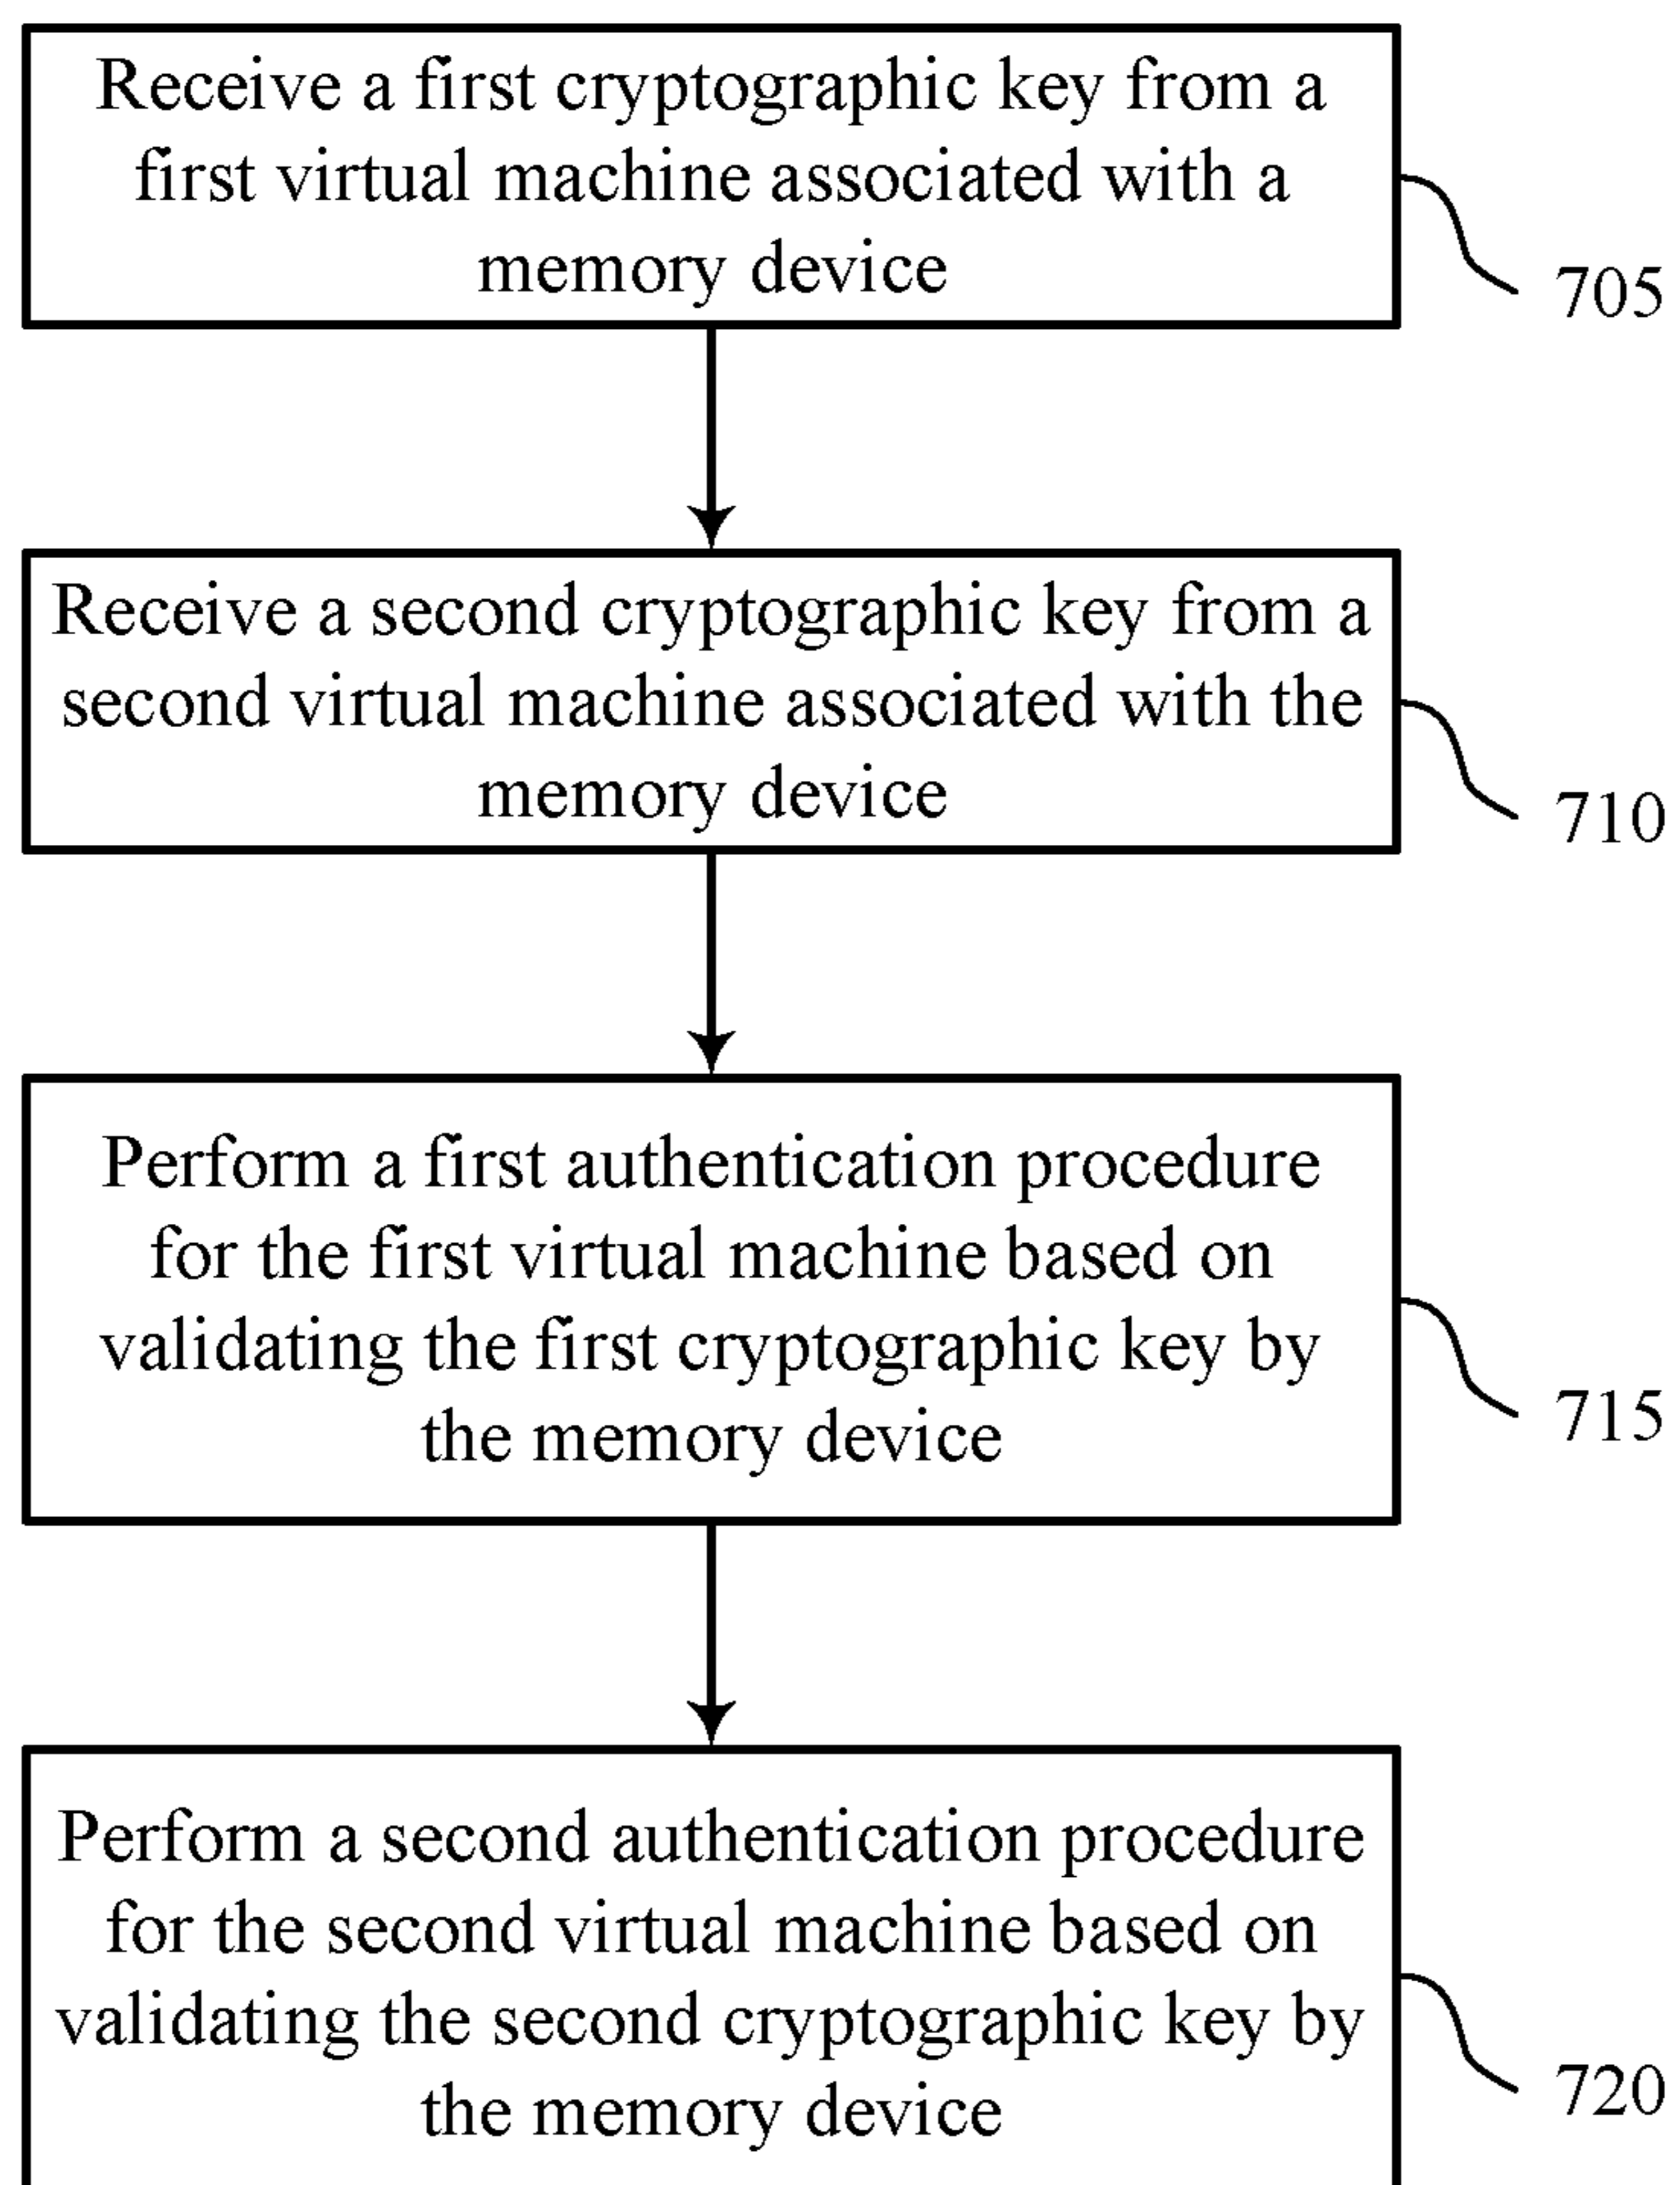 Receive a first cryptographic key from a
first virtual machine associated with a
memory device
705
Receive a second cryptographic key from a
second virtual machine associated with the
memory device
710
Perform a first authentication procedure
for the first virtual machine based on
validating the first cryptographic key by
the memory device
715
Perform a second authentication procedure
for the second virtual machine based on
validating the second cryptographic key by
the memory device
720